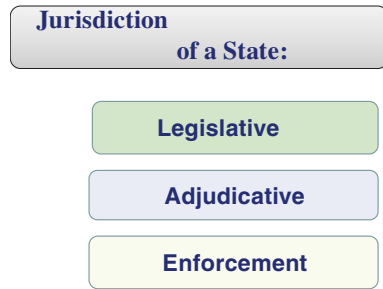 Jurisdiction
of a State:
Legislative
Adjudicative
Enforcement